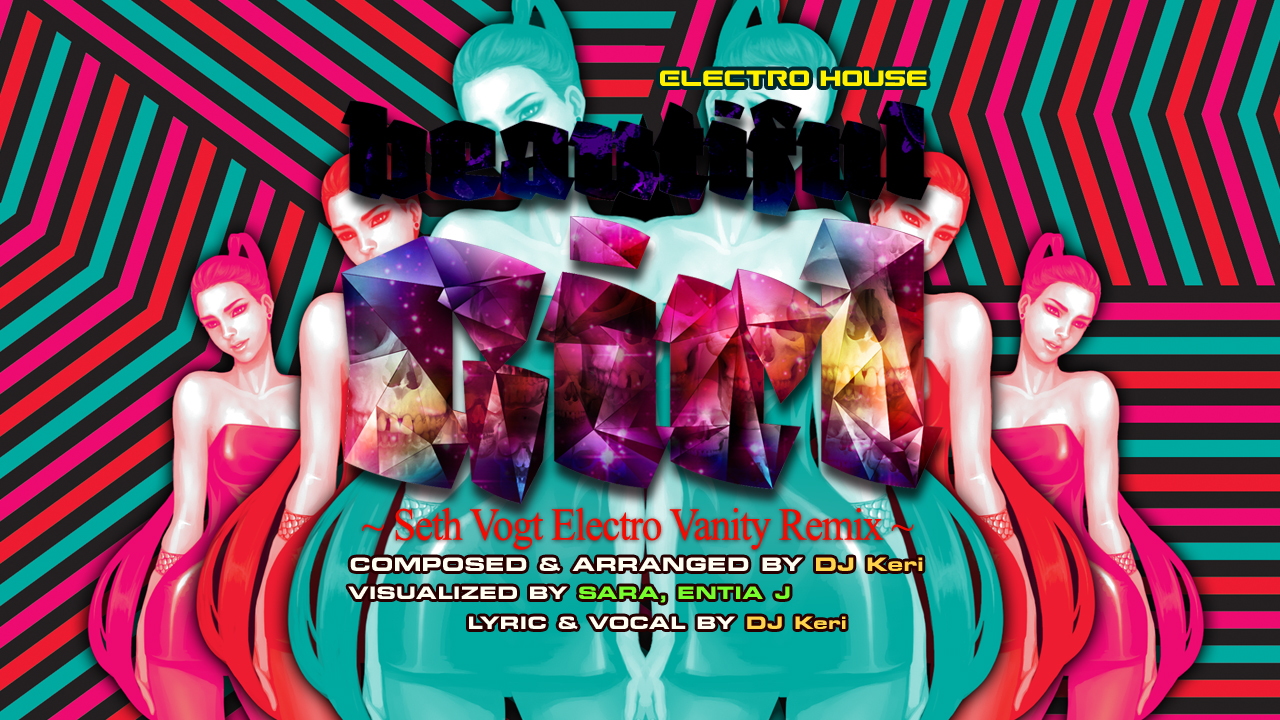 ELECTRO HOUSE
beautiful
Girl
~ Seth Vogt Electro Vanity Remix ~
COMPOSED & ARRANGED BY DJ Keri
VISUALIZED BY SARA, ENTIA J
LYRIC & VOCAL BY DJ Keri